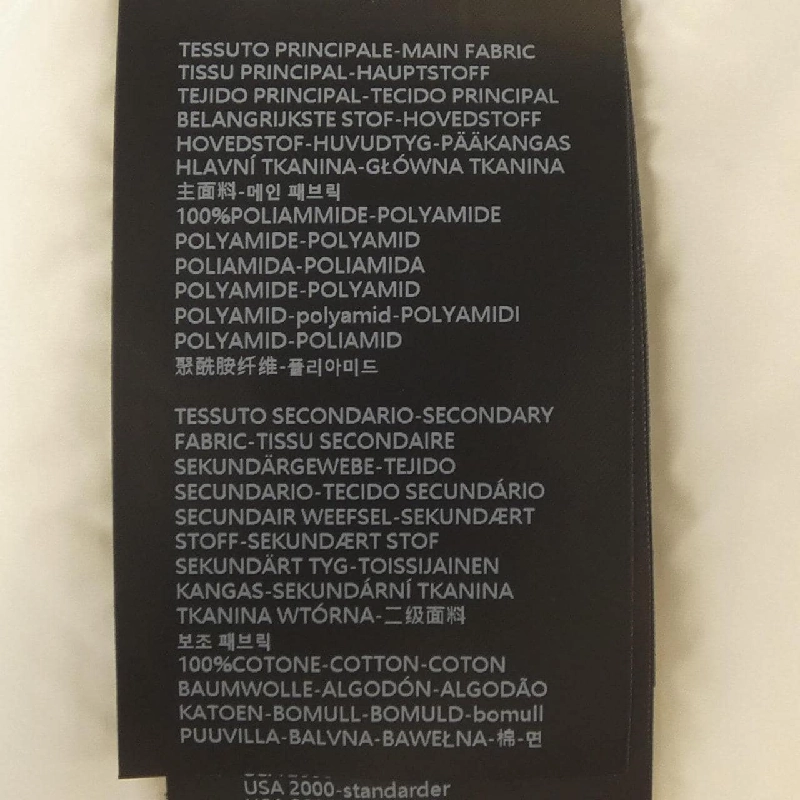 TESSUTO PRINCIPALE-MAIN FABRIC
TISSU PRINCIPAL-HAUPTSTOFF
TEJIDO PRINCIPAL-TECIDO PRINCIPAL
BELANGRIJKSTE STOF-HOVEDSTOFF
HOVEDSTOF-HUVUDTYG-PÄÄKANGAS
HLAVNÍ TKANINA-GŁÓWNA TKANINA
主面料-메인 패브릭
100%POLIAMMIDE-POLYAMIDE
POLYAMIDE-POLYAMID
POLIAMIDA-POLIAMIDA
POLYAMIDE-POLYAMID
POLYAMID-polyamid-POLYAMIDI
POLYAMID-POLIAMID
聚酰胺纤维-폴리아미드
TESSUTO SECONDARIO-SECONDARY
FABRIC-TISSU SECONDAIRE
SEKUNDÄRGEWEBE-TEJIDO
SECUNDARIO-TECIDO SECUNDÁRIO
SECUNDAIR WEEFSEL-SEKUNDÆRT
STOFF-SEKUNDÆRT STOF
SEKUNDÄRT TYG-TOISSIJAINEN
KANGAS-SEKUNDÁRNÍ TKANINA
TKANINA WTÓRNA-二级面料
보조 패브릭
100%COTONE-COTTON-COTON
BAUMWOLLE-ALGODÓN-ALGODÃO
KATOEN-BOMULL-BOMULD-bomull
PUUVILLA-BALVNA-BAWEŁNA-棉-면
USA 2000-standarder